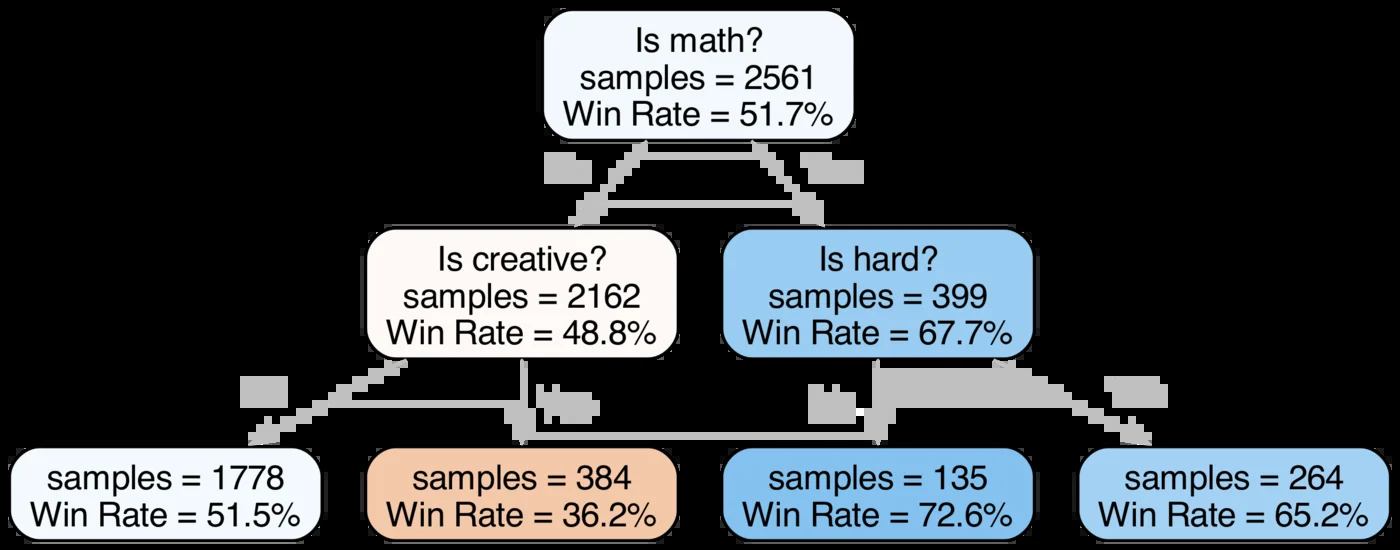 Is math?
samples = 2561
Win Rate = 51.7%
Is creative?
samples = 2162
Win Rate = 48.8%
Is hard?
samples = 399
Win Rate = 67.7%
samples = 1778
Win Rate = 51.5%
samples = 384
Win Rate = 36.2%
samples = 135
Win Rate = 72.6%
samples = 264
Win Rate = 65.2%